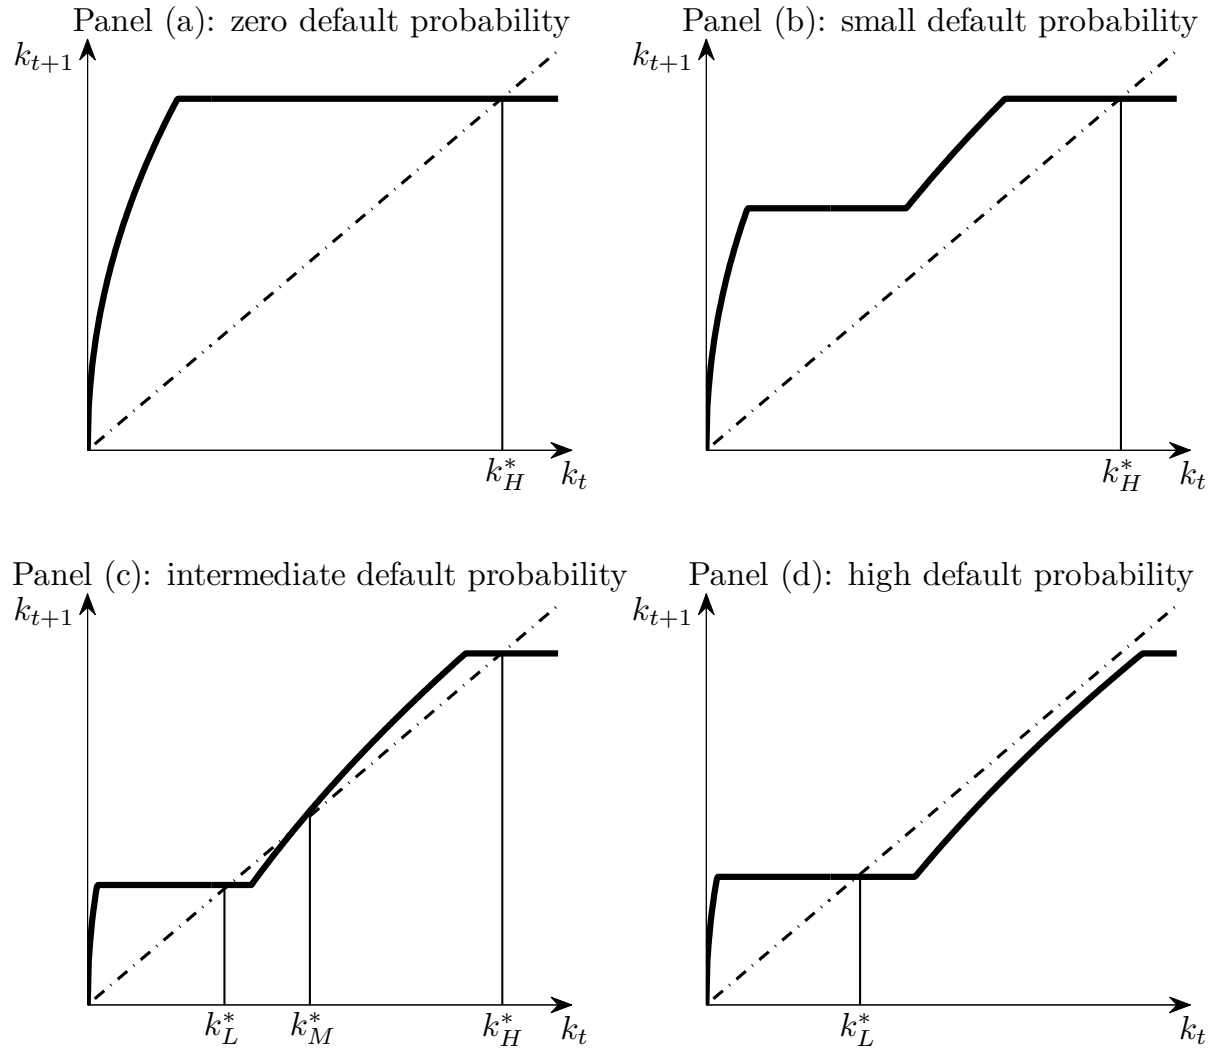 Panel (a): zero default probability
k_{t+1}
k_H^*
k_t
Panel (b): small default probability
k_{t+1}
k_H^*
k_t
Panel (c): intermediate default probability
k_{t+1}
k_L^*
k_M^*
k_H^*
k_t
Panel (d): high default probability
k_{t+1}
k_L^*
k_t